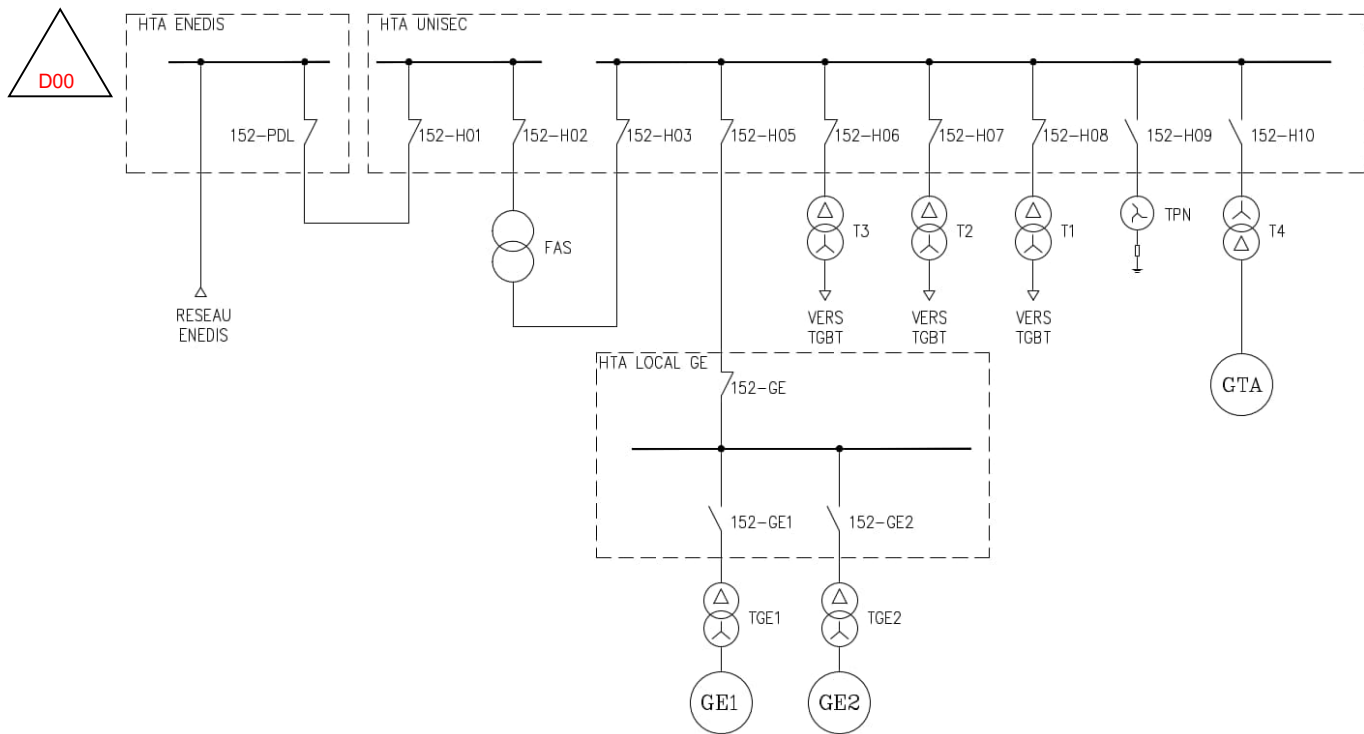 D00
HTA ENEDIS
HTA UNISEC
152-PDL
152-H01
152-H02
152-H03
152-H05
152-H06
152-H07
152-H08
152-H09
152-H10
FAS
T3
T2
T1
TPN
T4
RESEAU
ENEDIS
VERS
TGBT
VERS
TGBT
VERS
TGBT
HTA LOCAL GE
152-GE
GTA
152-GE1
152-GE2
TGE1
TGE2
GE1
GE2